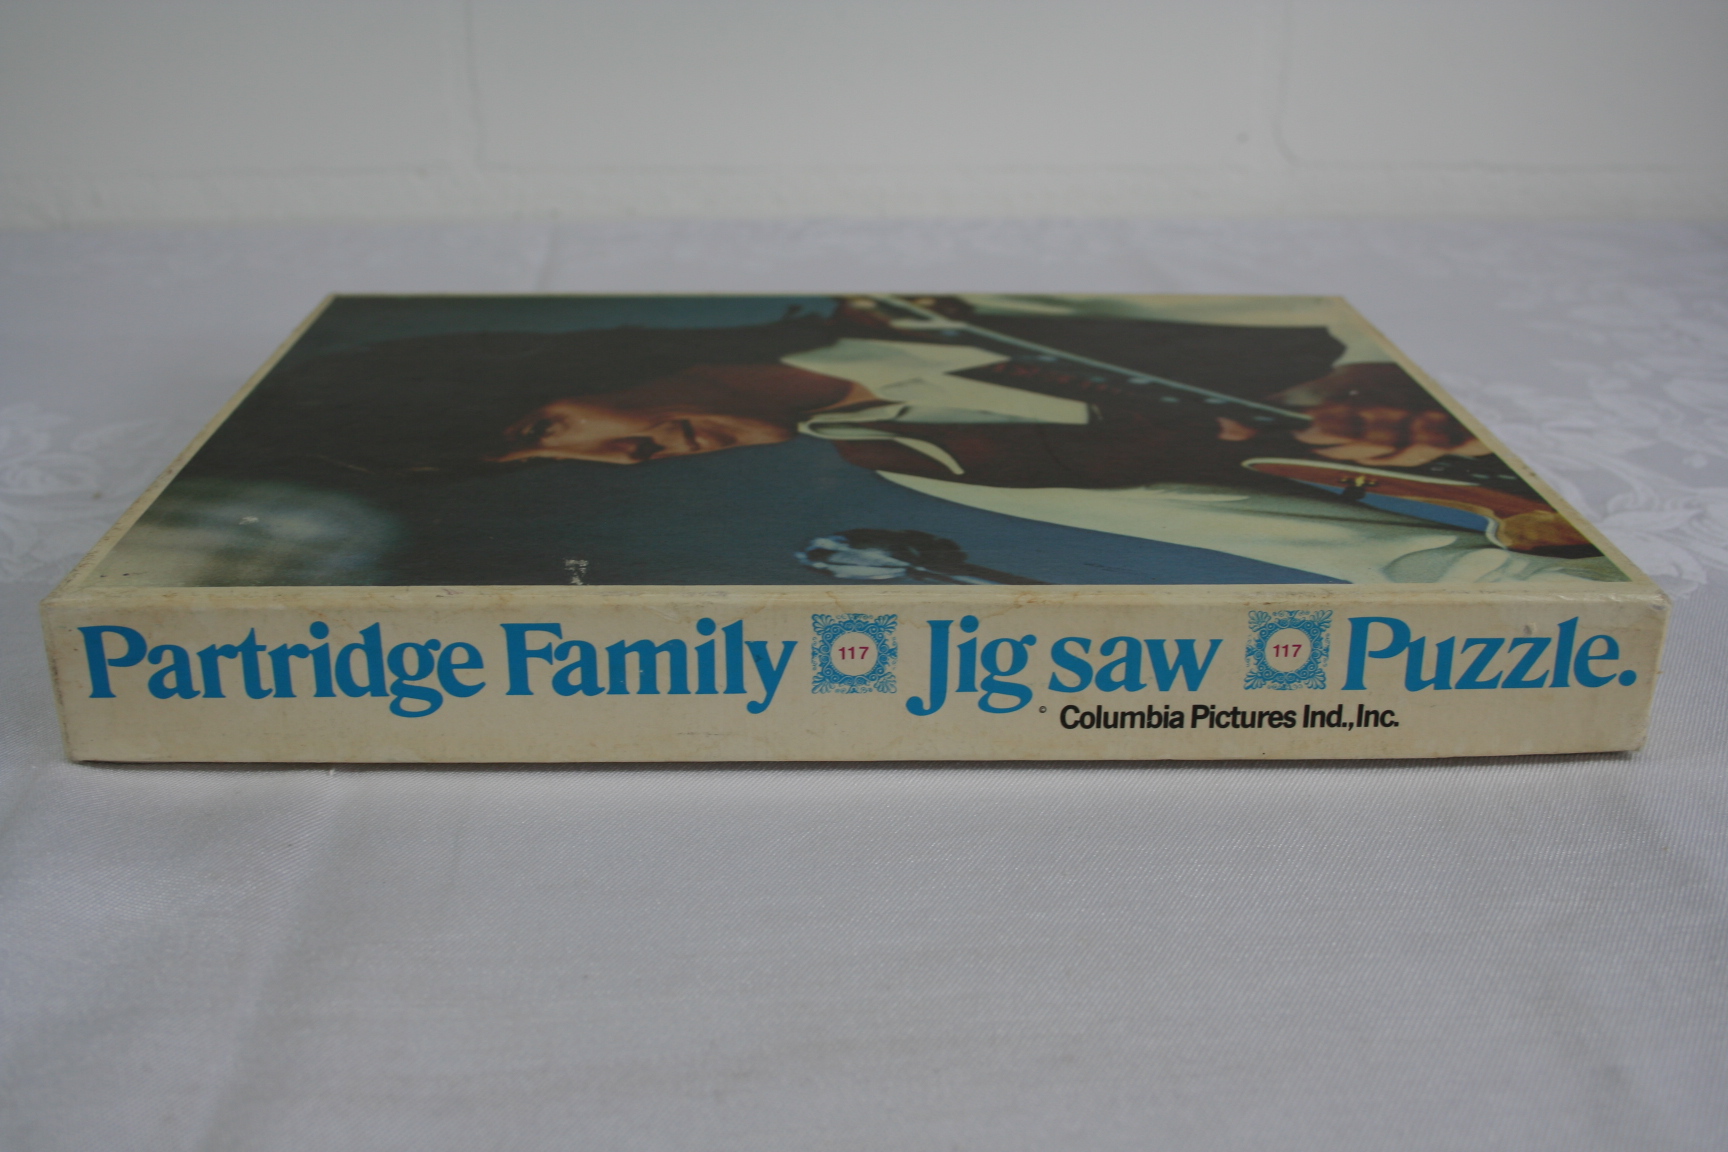 Partridge Family 117 Jig saw 117 Puzzle.
© Columbia Pictures Ind., Inc.